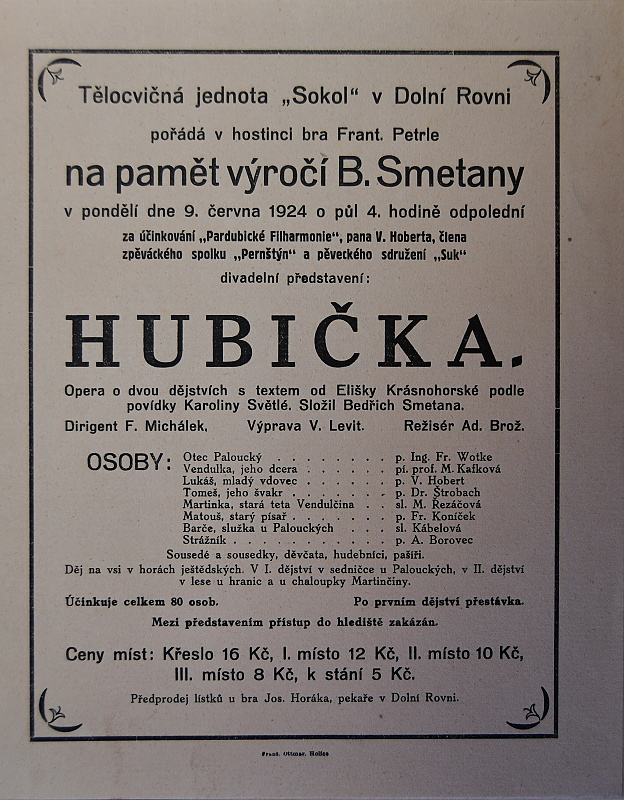 Tělocvičná jednota „Sokol“ v Dolní Rovni
pořádá v hostinci bra Frant. Petrle
na pamět výročí B. Smetany
v pondělí dne 9. června 1924 o půl 4. hodině odpolední
za účinkování „Pardubické Filharmonie“, pana V. Hoberta, člena
zpěváckého spolku „Pernštýn“ a pěveckého sdružení „Suk“
divadelní představení:
HUBIČKA.
Opera o dvou dějstvích s textem od Elišky Krásnohorské podle
povídky Karoliny Světlé. Složil Bedřich Smetana.
Dirigent F. Michálek. Výprava V. Levit. Režisér Ad. Brož.
OSOBY:
Otec Paloucký . . . . . . . . p. Ing. Fr. Wotke
Vendulka, jeho dcera . . . . . . pí. prof. M. Kafková
Lukáš, mladý vdovec . . . . . . p. V. Hobert
Tomeš, jeho švakr . . . . . . . p. Dr. Štrobach
Martinka, stará teta Vendulčina . . sl. M. Řezáčová
Matouš, starý písař . . . . . . . p. Fr. Koníček
Barče, služka u Palouckých . . . sl. Kábelová
Strážník . . . . . . . . . . . p. A. Borovec
Sousedé a sousedky, děvčata, hudebníci, pašíři.
Děj na vsi v horách ještědských. V I. dějství v sedničce u Palouckých, v II. dějství
v lese u hranic a u chaloupky Martinčiny.
Účinkuje celkem 80 osob. Po prvním dějství přestávka.
Mezi představením přístup do hlediště zakázán.
Ceny míst: Křeslo 16 Kč, I. místo 12 Kč, II. místo 10 Kč,
III. místo 8 Kč, k stání 5 Kč.
Předprodej lístků u bra Jos. Horáka, pekaře v Dolní Rovni.
Frant. Ottmar, Holice